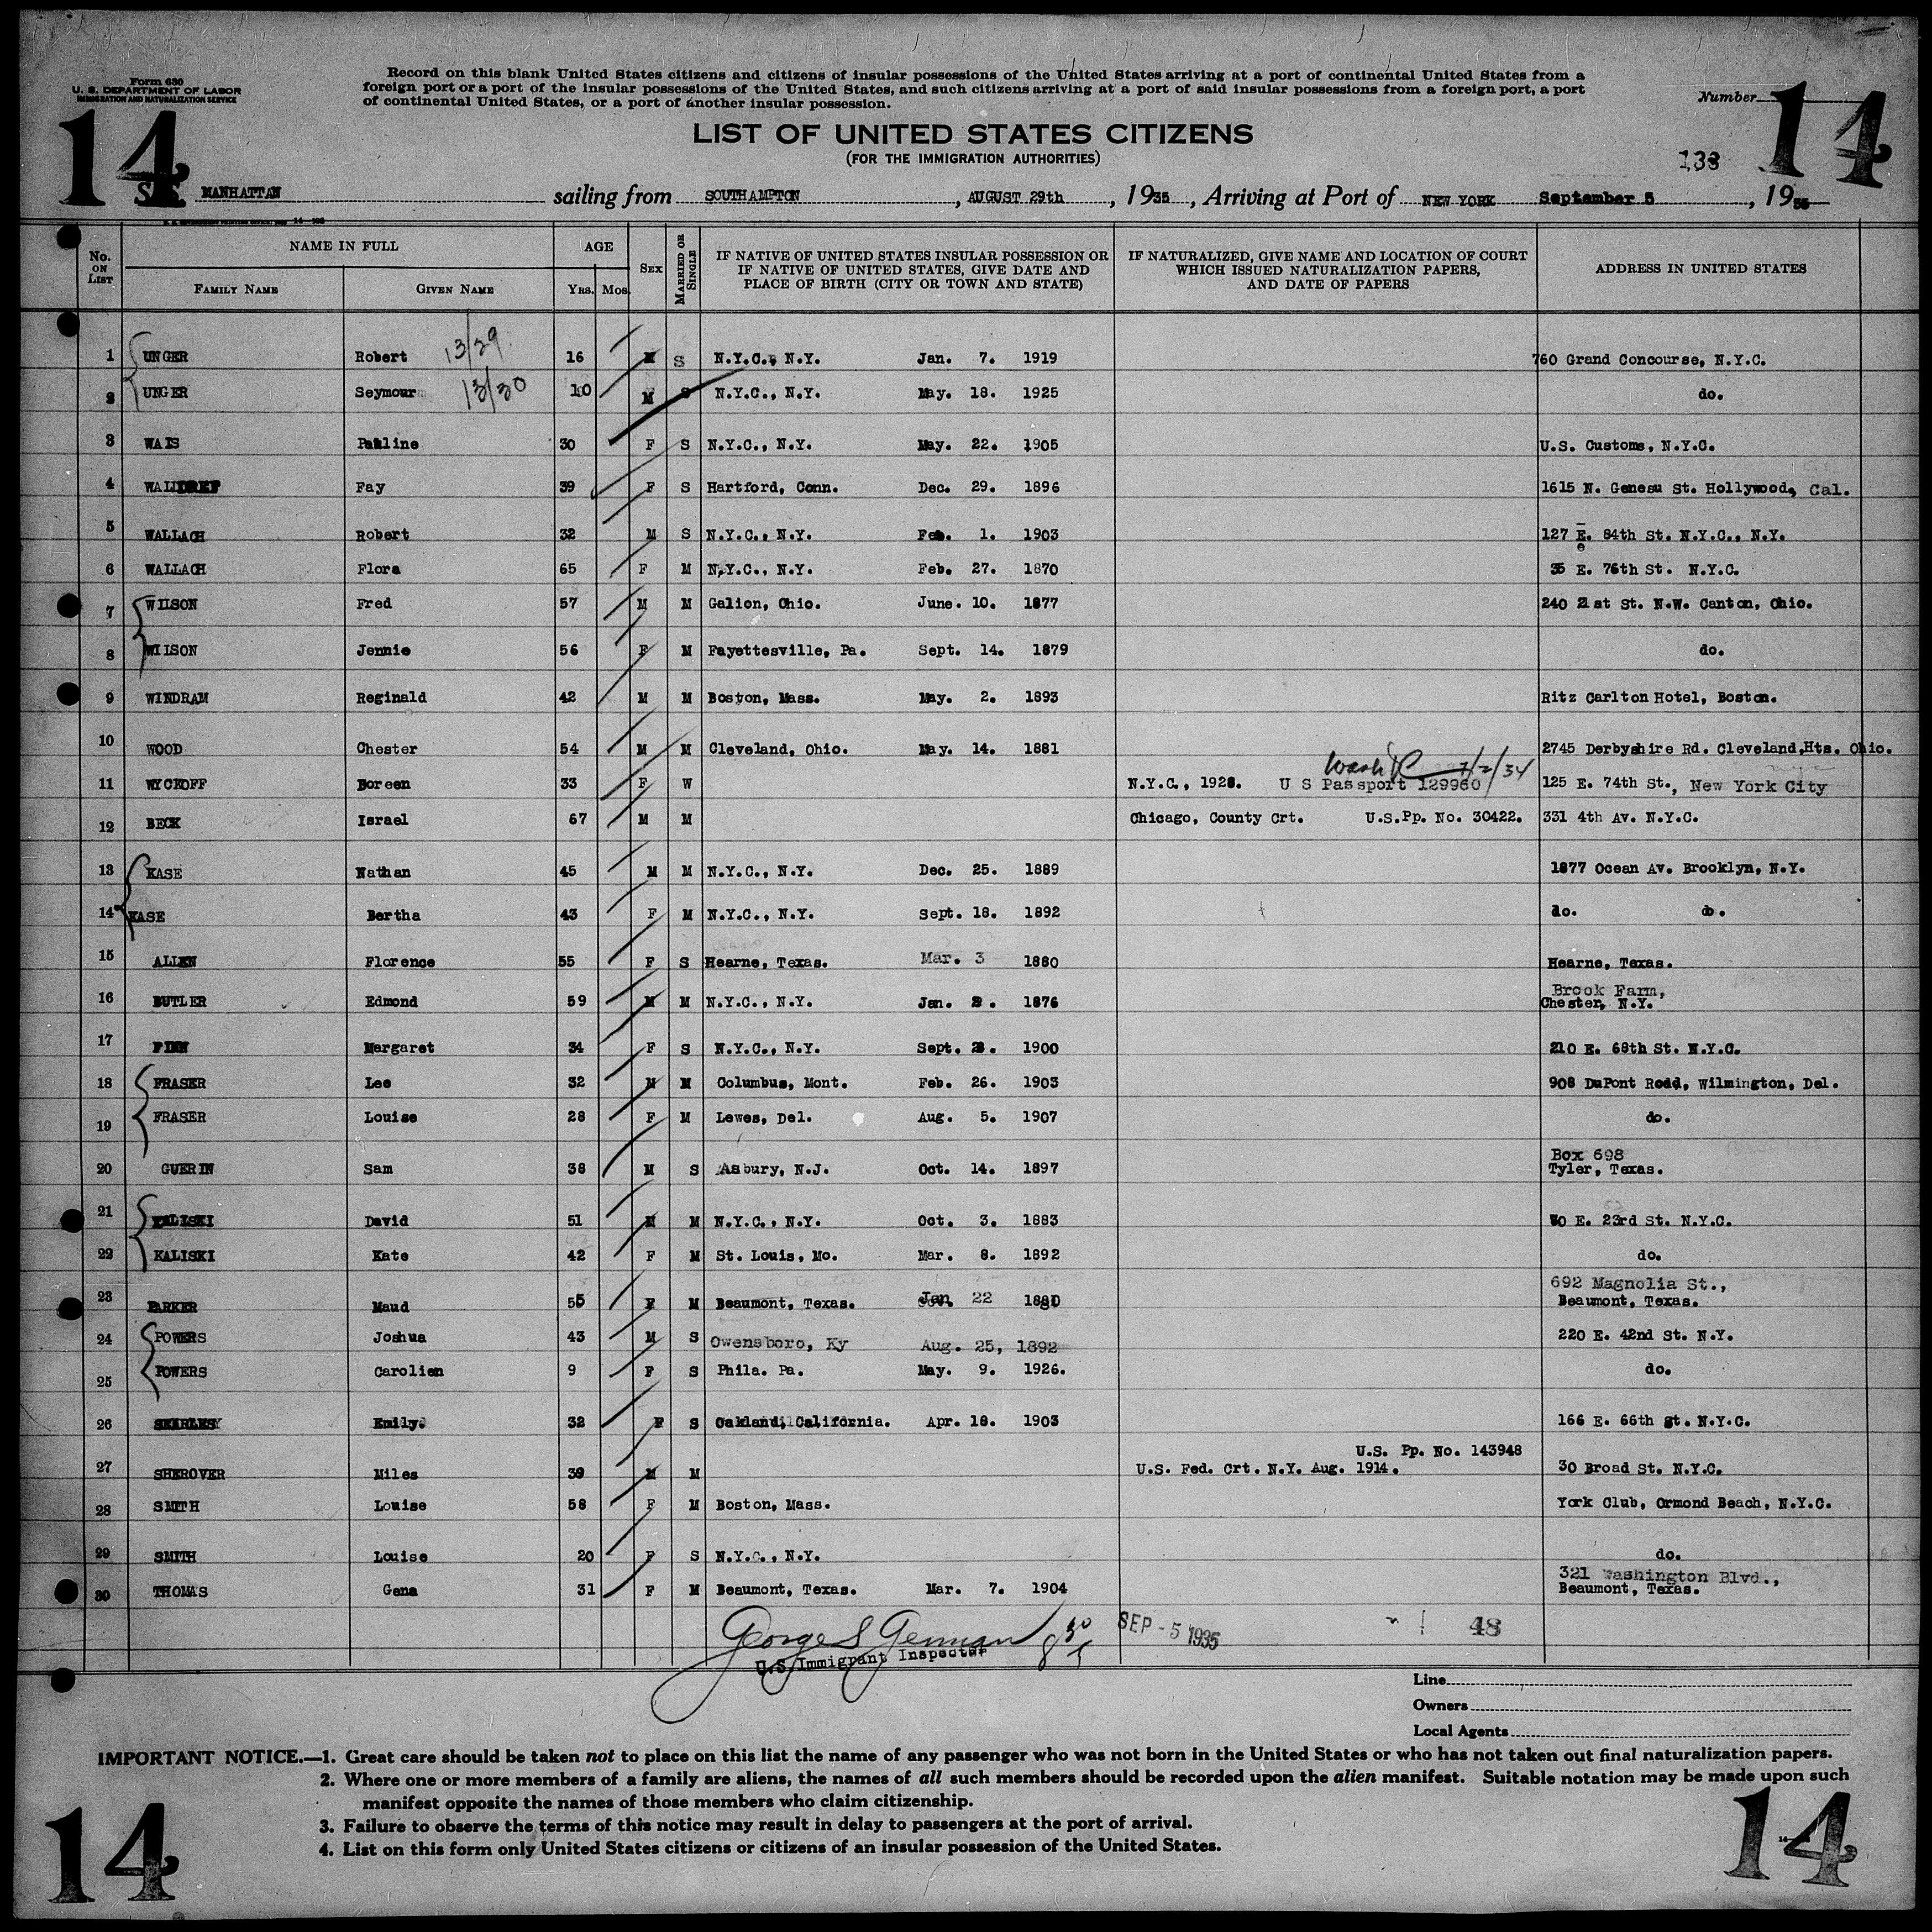 Form 630
U. S. DEPARTMENT OF LABOR
IMMIGRATION AND NATURALIZATION SERVICE
Record on this blank United States citizens and citizens of insular possessions of the United States arriving at a port of continental United States from a
foreign port or a port of the insular possessions of the United States, and such citizens arriving at a port of said insular possessions from a foreign port, a port
of continental United States, or a port of another insular possession.
Number
14
14
LIST OF UNITED STATES CITIZENS
(FOR THE IMMIGRATION AUTHORITIES)
138
S. S. MANHATTAN sailing from SOUTHAMPTON, AUGUST 29th, 1935, Arriving at Port of NEW YORK September 5, 1935
No. ON LIST NAME IN FULL FAMILY NAME GIVEN NAME AGE YRS. MOS. SEX MARRIED OR SINGLE
IF NATIVE OF UNITED STATES INSULAR POSSESSION OR IF NATIVE OF UNITED STATES, GIVE DATE AND PLACE OF BIRTH (CITY OR TOWN AND STATE)
IF NATURALIZED, GIVE NAME AND LOCATION OF COURT WHICH ISSUED NATURALIZATION PAPERS, AND DATE OF PAPERS
ADDRESS IN UNITED STATES
1 UNGER Robert 13/29 16 M S N.Y.C., N.Y. Jan. 7. 1919 760 Grand Concourse, N.Y.C.
2 UNGER Seymour 13/30 10 M S N.Y.C., N.Y. May. 18. 1925 do.
3 WAIS Pauline 30 F S N.Y.C., N.Y. May. 22. 1905 U.S. Customs, N.Y.C.
4 Fay 39 F S Hartford, Conn. Dec. 29. 1896 1615 N. Genesu St. Hollywood, Cal.
5 WALLACH Robert 32 M S N.Y.C., N.Y. Feb. 1. 1903 127 E. 84th St. N.Y.C., N.Y.
6 WALLACH Flora 65 F M N.Y.C., N.Y. Feb. 27. 1870 35 E. 76th St. N.Y.C.
7 WILSON Fred 57 M M Galion, Ohio. June. 10. 1877 240 21st St. N.W. Canton, Ohio.
8 WILSON Jennie 56 F M Fayettesville, Pa. Sept. 14. 1879 do.
9 WINDRAM Reginald 42 M M Boston, Mass. May. 2. 1893 Ritz Carlton Hotel, Boston.
10 WOOD Chester 54 M M Cleveland, Ohio. May. 14. 1881 2745 Derbyshire Rd. Cleveland,Hts. Ohio.
Wash DC 7/2/34
11 WYCKOFF Doreen 33 F W N.Y.C., 1928. U S Passport 129960 125 E. 74th St., New York City
12 BECK Israel 67 M M Chicago, County Crt. U.S.Pp. No. 30422. 331 4th Av. N.Y.C.
13 KASE Nathan 45 M M N.Y.C., N.Y. Dec. 25. 1889 1877 Ocean Av. Brooklyn, N.Y.
14 KASE Bertha 43 F M N.Y.C., N.Y. Sept. 18. 1892 do. do.
15 ALLEN Florence 55 F S Hearne, Texas. Mar. 3 1880 Hearne, Texas.
16 BUTLER Edmond 59 M M N.Y.C., N.Y. Jan. 1876 Brook Farm,
Chester, N.Y.
17 FINN Margaret 34 F S N.Y.C., N.Y. Sept. 1900 210 E. 68th St. N.Y.C.
18 FRASER Lee 32 M M Columbus, Mont. Feb. 26. 1903 908 DuPont Rodd, Wilmington, Del.
19 FRASER Louise 28 F M Lewes, Del. Aug. 5. 1907 do.
20 GUERIN Sam 38 M S Asbury, N.J. Oct. 14. 1897 Box 698
Tyler, Texas.
21 KALISKI David 51 M M N.Y.C., N.Y. Oct. 3. 1883 E. 23rd St. N.Y.C.
22 KALISKI Kate 42 F M St. Louis, Mo. Mar. 8. 1892 do.
23 PARKER Maud 55 F M Beaumont, Texas. Jan. 22 1880 692 Magnolia St.,
Beaumont, Texas.
24 POWERS Joshua 43 M S Owensboro, Ky Aug. 25, 1892 220 E. 42nd St. N.Y.
25 POWERS Carolien 9 F S Phila. Pa. May. 9. 1926. do.
26 Emily 32 F S Oakland, California. Apr. 18. 1903 166 E. 66th St. N.Y.C.
U.S. Pp. No. 143948
27 SHEROVER Miles 39 M M U.S. Fed. Crt. N.Y. Aug. 1914. 30 Broad St. N.Y.C.
28 SMITH Louise 58 F M Boston, Mass. York Club, Ormond Beach, N.Y.C.
29 SMITH Louise 20 F S N.Y.C., N.Y. do.
30 THOMAS Gena 31 F M Beaumont, Texas. Mar. 7. 1904 321 Washington Blvd.,
Beaumont, Texas.
George S
U.S. Immigrant Inspector
SEP - 5 1935
48
Line
Owners
Local Agents
IMPORTANT NOTICE.—1. Great care should be taken not to place on this list the name of any passenger who was not born in the United States or who has not taken out final naturalization papers.
2. Where one or more members of a family are aliens, the names of all such members should be recorded upon the alien manifest. Suitable notation may be made upon such
manifest opposite the names of those members who claim citizenship.
3. Failure to observe the terms of this notice may result in delay to passengers at the port of arrival.
4. List on this form only United States citizens or citizens of an insular possession of the United States.
14
14